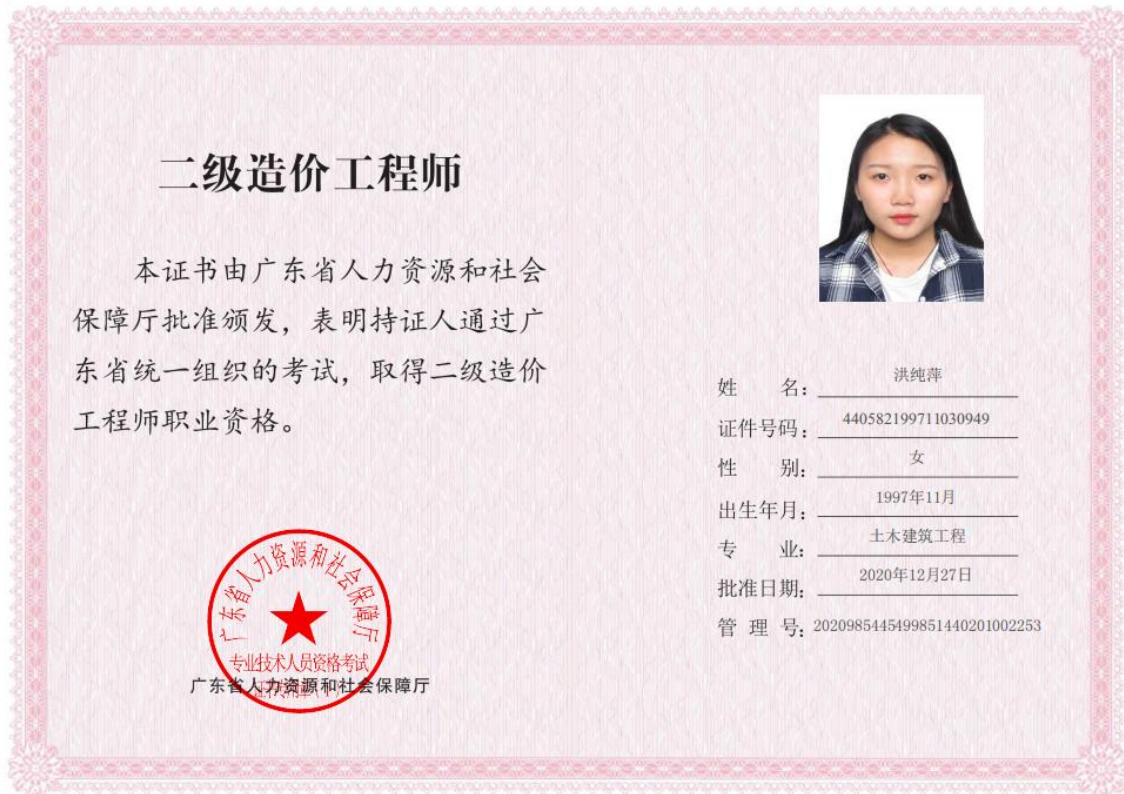 二级造价工程师
本证书由广东省人力资源和社会
保障厅批准颁发，表明持证人通过广
东省统一组织的考试，取得二级造价
工程师职业资格。
广东省人力资源和社会保障厅
专业技术人员资格考试
广东省人力资源和社会保障厅
姓 名：洪纯萍
证件号码：440582199711030949
性 别：女
出生年月：1997年11月
专 业：土木建筑工程
批准日期：2020年12月27日
管 理 号：2020985445499851440201002253